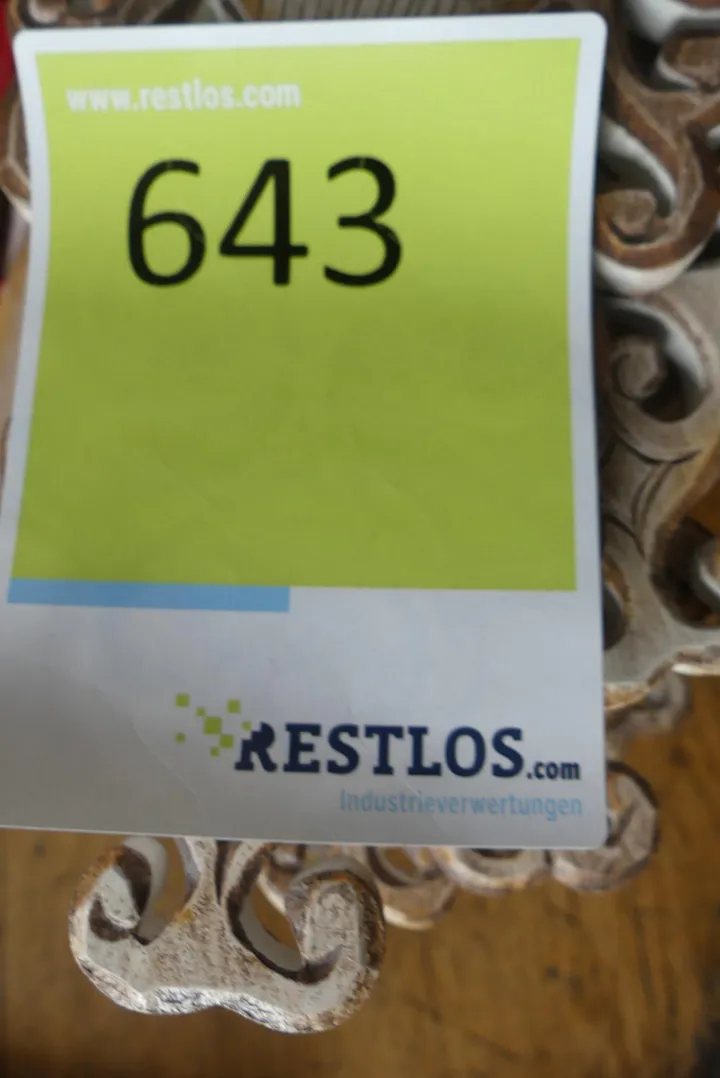 www.restlos.com
643
RESTLOS.com
Industrieverwertungen